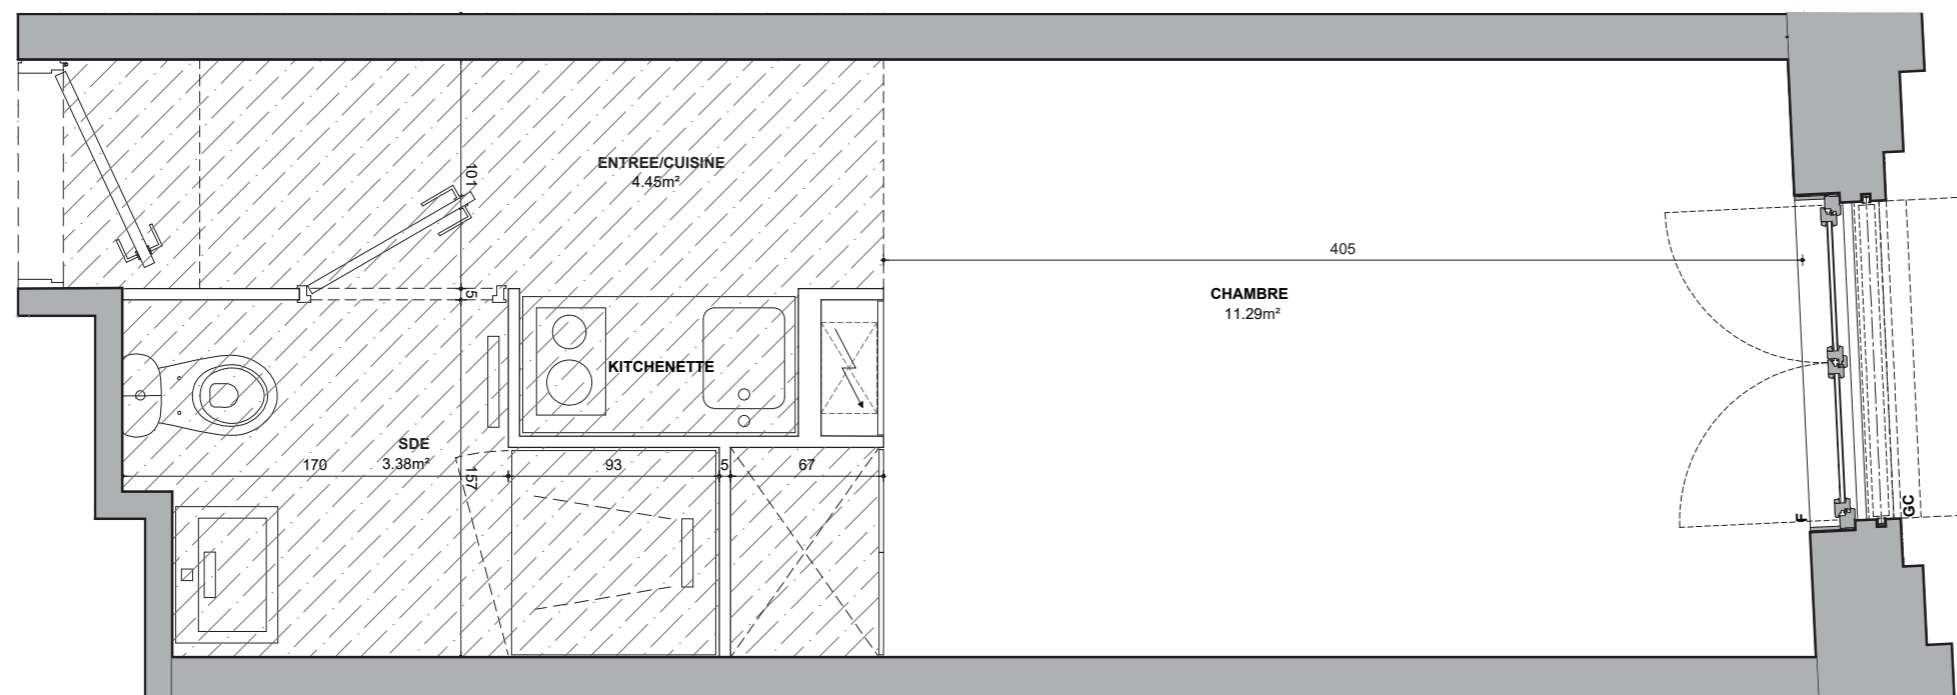 ENTREE/CUISINE
4.45m²
101
405
CHAMBRE
11.29m²
5
KITCHENETTE
SDE
3.38m²
170
157
93
5
67
F
GC